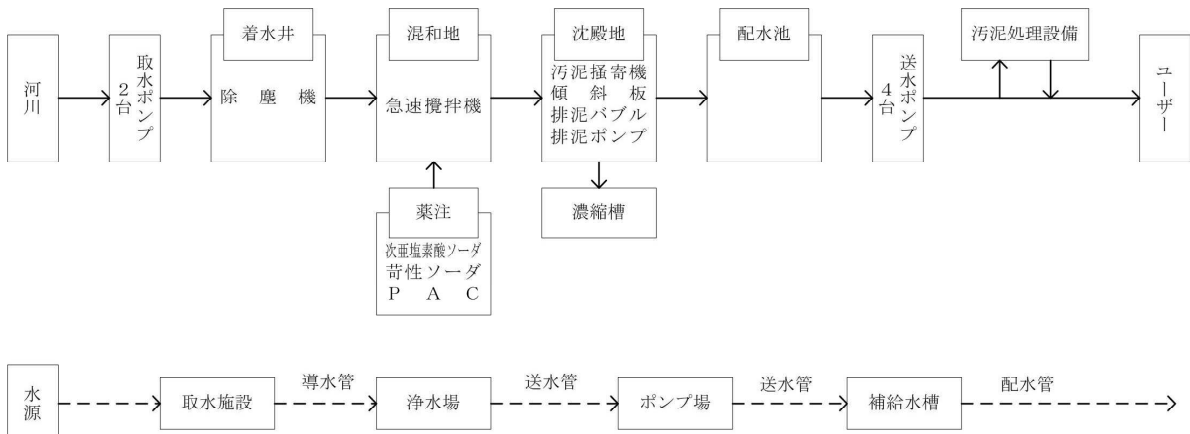 河川
取水ポンプ
2台
着水井
除塵機
混和地
急速攪拌機
薬注
次亜塩素酸ソーダ
苛性ソーダ
PAC
沈殿地
汚泥掻寄機
傾斜板
排泥バブル
排泥ポンプ
濃縮槽
配水池
送水ポンプ
4台
汚泥処理設備
ユーザー
水源
取水施設
導水管
浄水場
送水管
ポンプ場
送水管
補給水槽
配水管